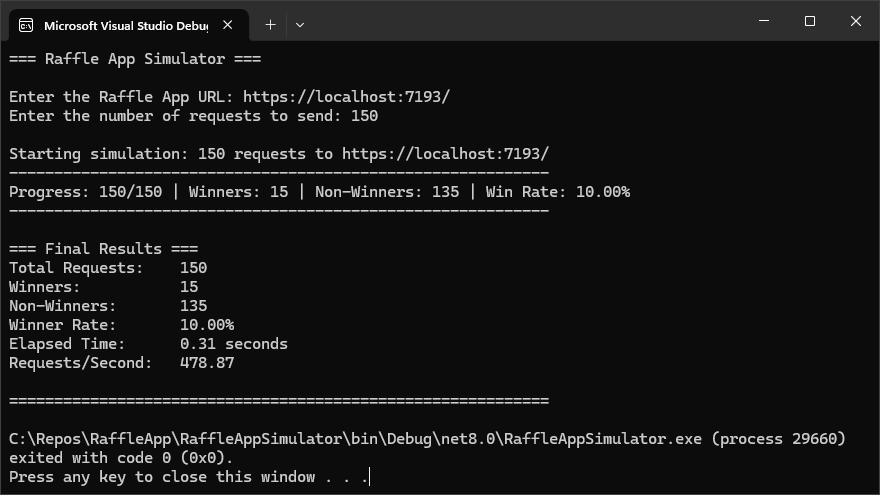 Microsoft Visual Studio Debug
=== Raffle App Simulator ===
Enter the Raffle App URL: https://localhost:7193/
Enter the number of requests to send: 150
Starting simulation: 150 requests to https://localhost:7193/
------------------------------------------------------------
Progress: 150/150 | Winners: 15 | Non-Winners: 135 | Win Rate: 10.00%
------------------------------------------------------------
=== Final Results ===
Total Requests:    150
Winners:           15
Non-Winners:       135
Winner Rate:       10.00%
Elapsed Time:      0.31 seconds
Requests/Second:   478.87
============================================================
C:\Repos\RaffleApp\RaffleAppSimulator\bin\Debug\net8.0\RaffleAppSimulator.exe (process 29660)
exited with code 0 (0x0).
Press any key to close this window . . .